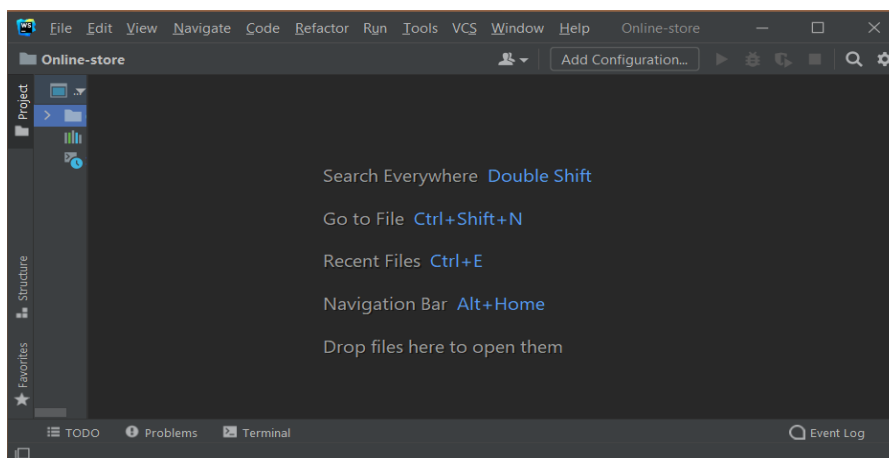 WS File Edit View Navigate Code Refactor Run Tools VCS Window Help Online-store
Online-store Add Configuration...
Project
Search Everywhere Double Shift
Go to File Ctrl+Shift+N
Recent Files Ctrl+E
Structure
Navigation Bar Alt+Home
Drop files here to open them
Favorites
TODO Problems Terminal Event Log